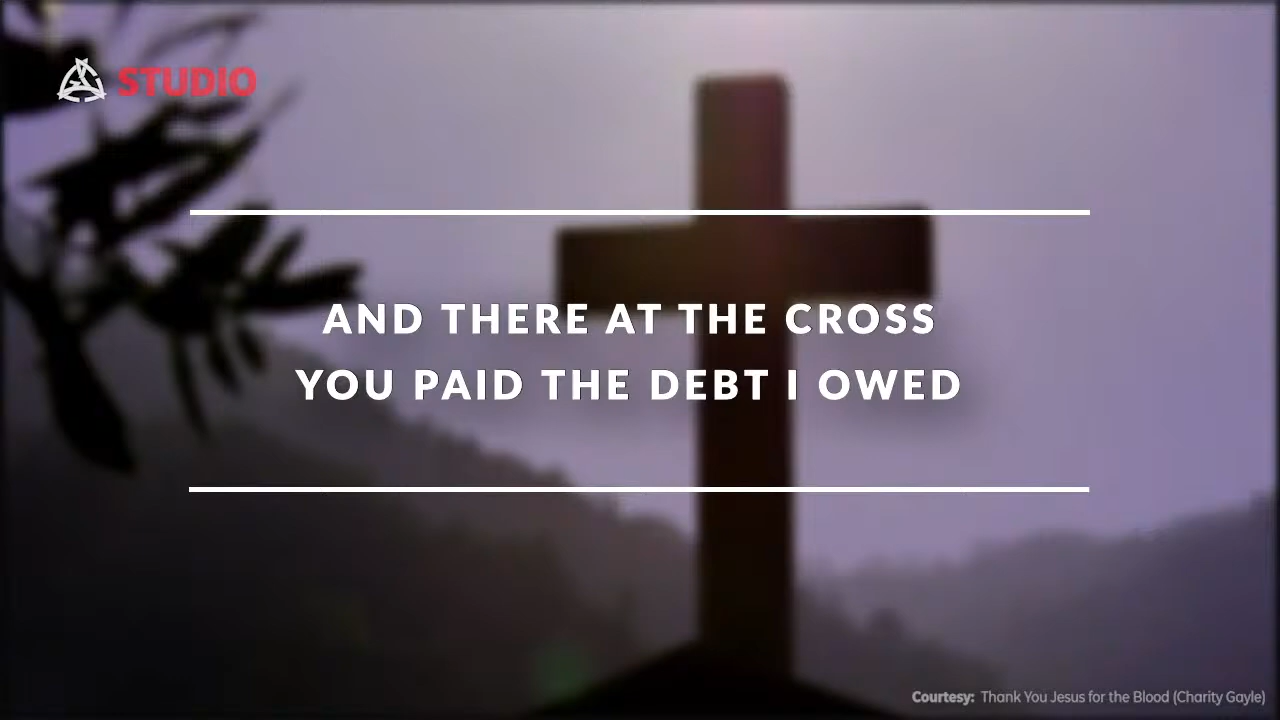 STUDIO
AND THERE AT THE CROSS
YOU PAID THE DEBT I OWED
Courtesy: Thank You Jesus for the Blood (Charity Gayle)